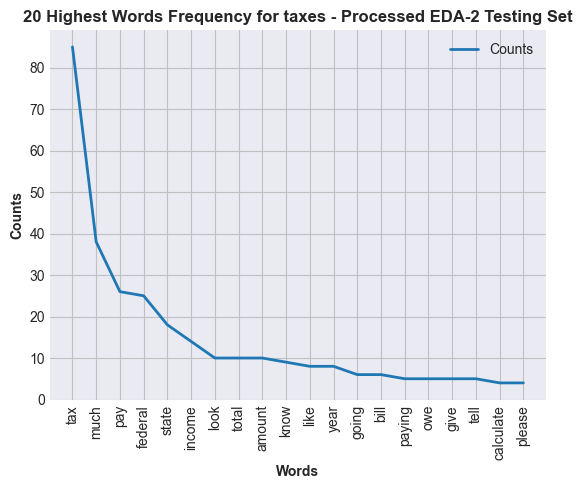 20 Highest Words Frequency for taxes - Processed EDA-2 Testing Set
Counts
Counts
80
70
60
50
40
30
20
10
0
tax
much
pay
federal
state
income
look
total
amount
know
like
year
going
bill
paying
owe
give
tell
calculate
please
Words